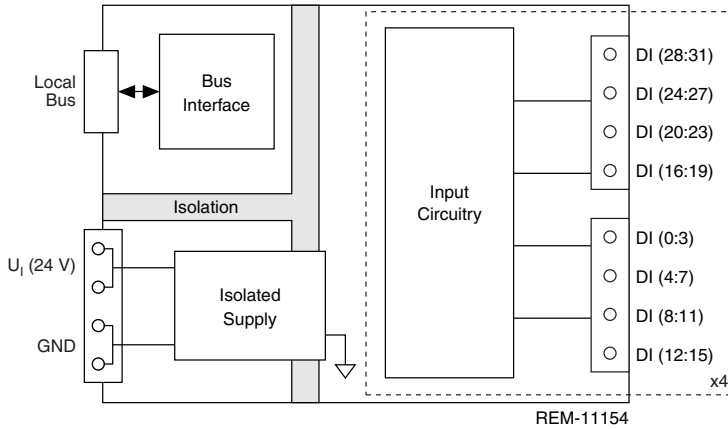 Local
Bus
Bus
Interface
Isolation
U_I (24 V)
GND
Isolated
Supply
Input
Circuitry
DI (28:31)
DI (24:27)
DI (20:23)
DI (16:19)
DI (0:3)
DI (4:7)
DI (8:11)
DI (12:15)
x4
REM-11154